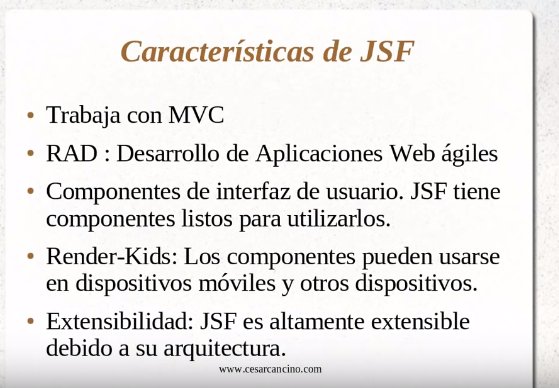 Características de JSF
• Trabaja con MVC
• RAD : Desarrollo de Aplicaciones Web ágiles
• Componentes de interfaz de usuario. JSF tiene
componentes listos para utilizarlos.
• Render-Kids: Los componentes pueden usarse
en dispositivos móviles y otros dispositivos.
• Extensibilidad: JSF es altamente extensible
debido a su arquitectura.
www.cesarcancino.com